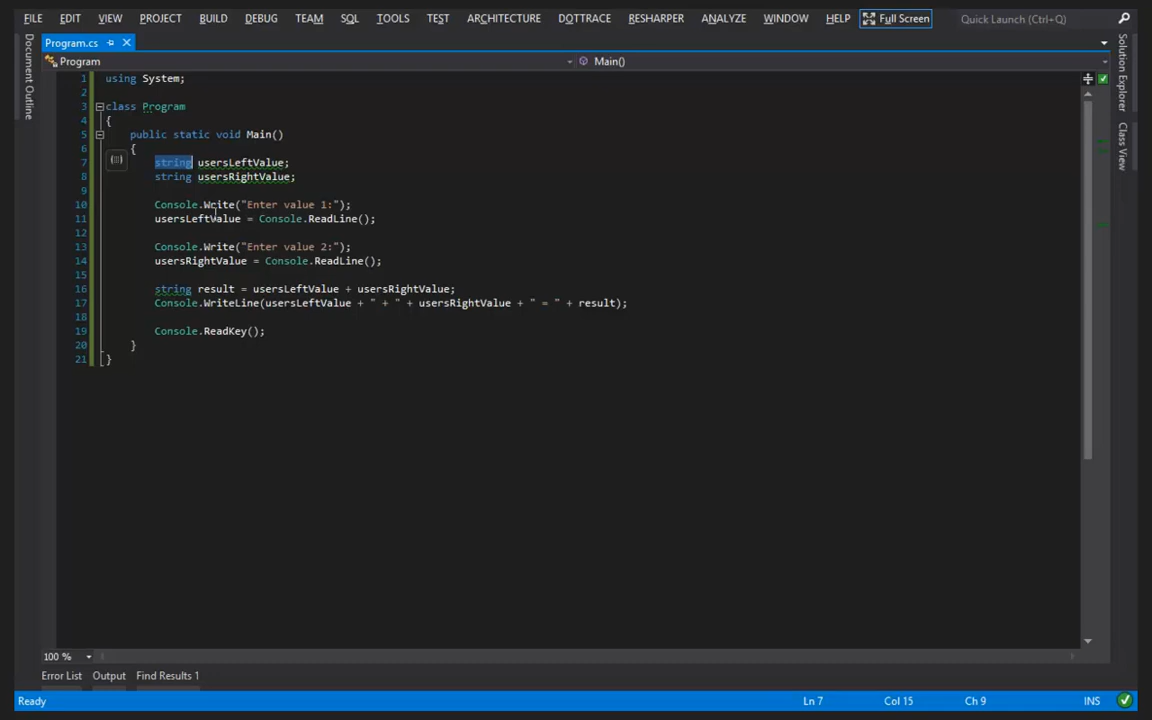 FILE EDIT VIEW PROJECT BUILD DEBUG TEAM SQL TOOLS TEST ARCHITECTURE DOTTRACE RESHARPER ANALYZE WINDOW HELP Full Screen Quick Launch (Ctrl+Q)
Program.cs
Program Main()
Document Outline
Solution Explorer
Class View
1 using System;
2
3 class Program
4 {
5 public static void Main()
6 {
7 string usersLeftValue;
8 string usersRightValue;
9
10 Console.Write("Enter value 1:");
11 usersLeftValue = Console.ReadLine();
12
13 Console.Write("Enter value 2:");
14 usersRightValue = Console.ReadLine();
15
16 string result = usersLeftValue + usersRightValue;
17 Console.WriteLine(usersLeftValue + " + " + usersRightValue + " = " + result);
18
19 Console.ReadKey();
20 }
21 }
100 %
Error List Output Find Results 1
Ready Ln 7 Col 15 Ch 9 INS